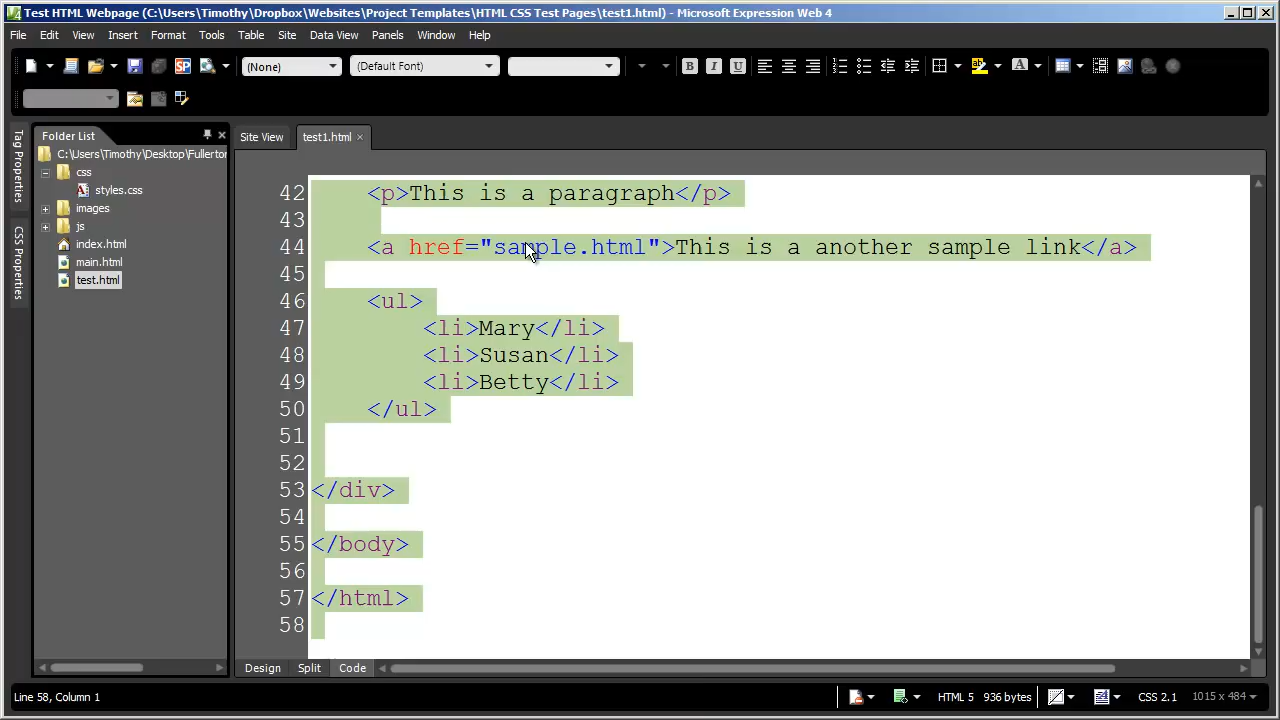 Test HTML Webpage (C:\Users\Timothy\Dropbox\Websites\Project Templates\HTML CSS Test Pages\test1.html) - Microsoft Expression Web 4
File Edit View Insert Format Tools Table Site Data View Panels Window Help
(None) (Default Font)
B I U A
Tag Properties
CSS Properties
Folder List
C:\Users\Timothy\Desktop\Fullerton
css
styles.css
images
js
index.html
main.html
test.html
Site View test1.html
42 <p>This is a paragraph</p>
43
44 <a href="sample.html">This is a another sample link</a>
45
46 <ul>
47 <li>Mary</li>
48 <li>Susan</li>
49 <li>Betty</li>
50 </ul>
51
52
53 </div>
54
55 </body>
56
57 </html>
58
Design Split Code
Line 58, Column 1 HTML 5 936 bytes CSS 2.1 1015 x 484